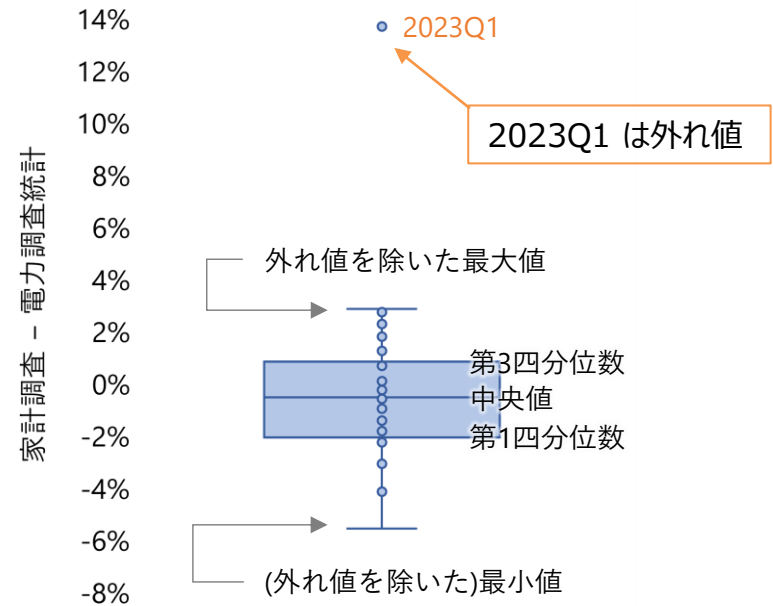 14%
2023Q1
12%
10%
2023Q1 は外れ値
8%
6%
外れ値を除いた最大値
4%
2%
第3四分位数
0%
中央値
-2%
第1四分位数
-4%
-6%
(外れ値を除いた)最小値
-8%
家計調査 – 電力調査統計